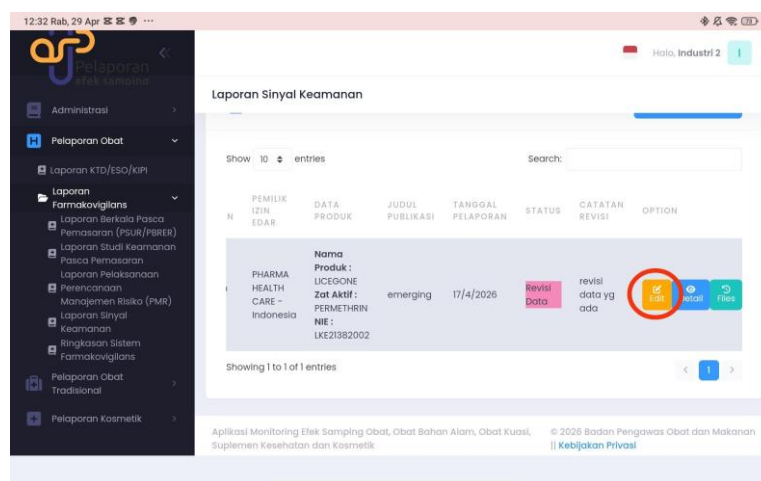 12:32 Rab, 29 Apr
Pelaporan
efek samping
Halo, Industri 2
I
Laporan Sinyal Keamanan
Administrasi
Pelaporan Obat
Laporan KTD/ESO/KIPI
Laporan
Farmakovigilans
Laporan Berkala Pasca
Pemasaran (PSUR/PBRER)
Laporan Studi Keamanan
Pasca Pemasaran
Laporan Pelaksanaan
Perencanaan
Manajemen Risiko (PMR)
Laporan Sinyal
Keamanan
Ringkasan Sistem
Farmakovigilans
Pelaporan Obat
Tradisional
Pelaporan Kosmetik
Show 10 entries
Search:
N
PEMILIK
IZIN
EDAR
DATA
PRODUK
JUDUL
PUBLIKASI
TANGGAL
PELAPORAN
STATUS
CATATAN
REVISI
OPTION
PHARMA
HEALTH
CARE -
Indonesia
Nama
Produk :
LICEGONE
Zat Aktif :
PERMETHRIN
NIE :
LKE21382002
emerging
17/4/2026
Revisi
Data
revisi
data yg
ada
Edit
Detail
Files
Showing 1 to 1 of 1 entries
1
Aplikasi Monitoring Efek Samping Obat, Obat Bahan Alam, Obat Kuasi,
Suplemen Kesehatan dan Kosmetik
© 2026 Badan Pengawas Obat dan Makanan
|| Kebijakan Privasi